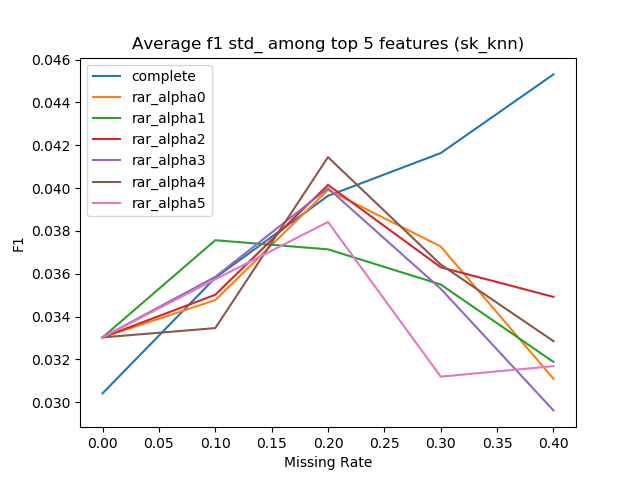 Average f1 std_ among top 5 features (sk_knn)
0.046
0.044
0.042
0.040
0.038
0.036
0.034
0.032
0.030
F1
complete
rar_alpha0
rar_alpha1
rar_alpha2
rar_alpha3
rar_alpha4
rar_alpha5
0.00 0.05 0.10 0.15 0.20 0.25 0.30 0.35 0.40
Missing Rate